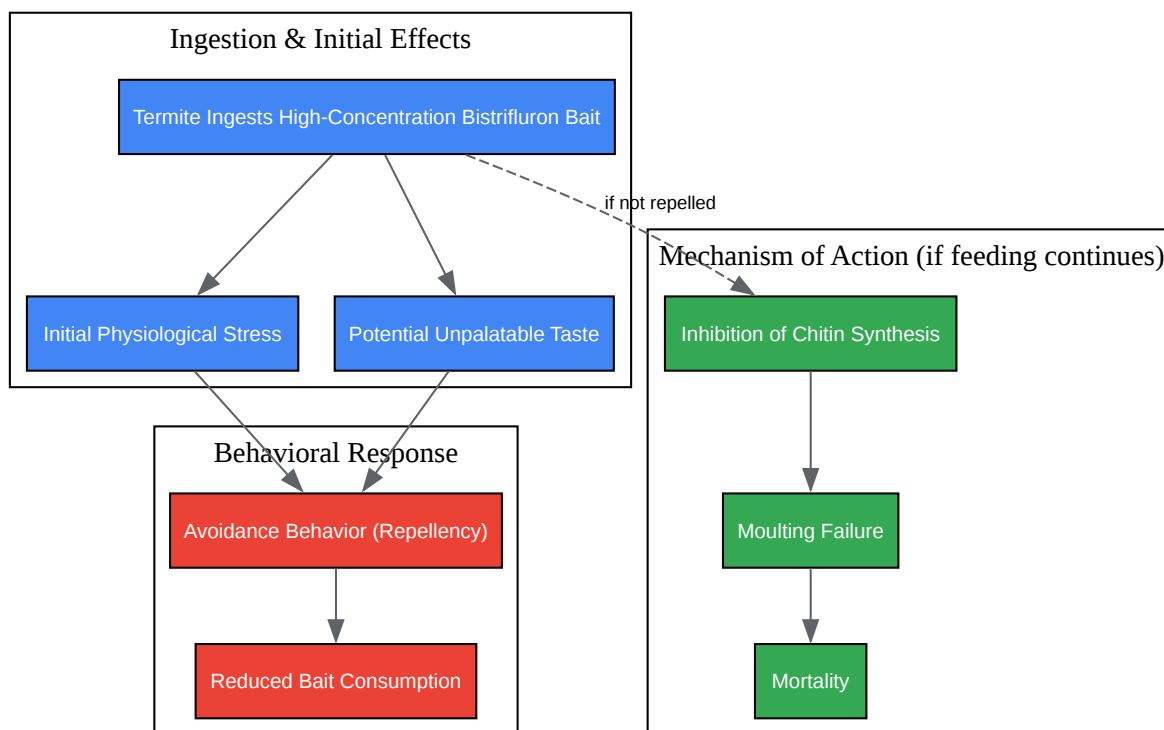 Ingestion & Initial Effects
Termite Ingests High-Concentration Bistrifluron Bait
if not repelled
Mechanism of Action (if feeding continues)
Initial Physiological Stress
Potential Unpalatable Taste
Inhibition of Chitin Synthesis
Behavioral Response
Avoidance Behavior (Repellency)
Moulting Failure
Reduced Bait Consumption
Mortality